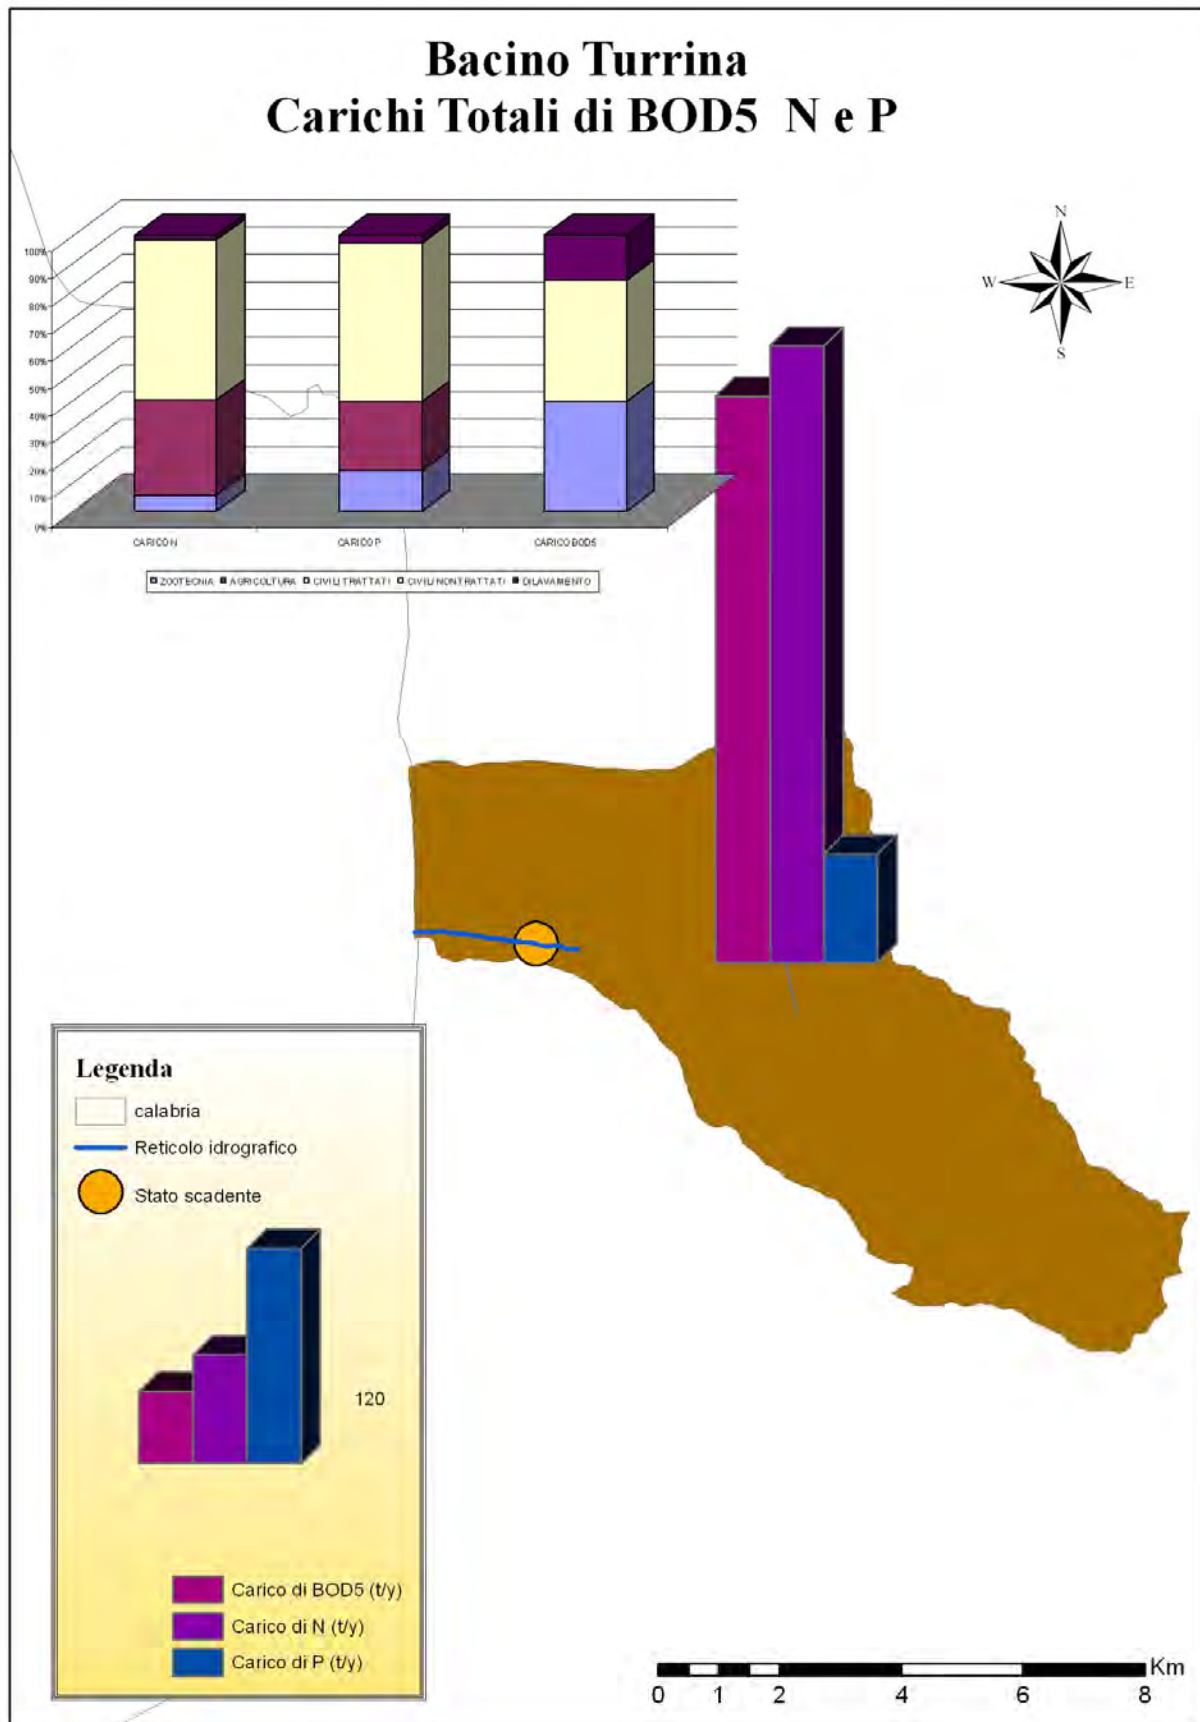 Bacino Turrina
Carichi Totali di BOD5 N e P
N
W
E
S
100%
90%
80%
70%
60%
50%
40%
30%
20%
10%
0%
CARICO N
CARICO P
CARICO BOD5
ZOOTECNIA AGRICOLTURA CIVILI TRATTATI CIVILI NON TRATTATI DILAVAMENTO
Legenda
calabria
Reticolo idrografico
Stato scadente
120
Carico di BOD5 (t/y)
Carico di N (t/y)
Carico di P (t/y)
Km
0 1 2 4 6 8